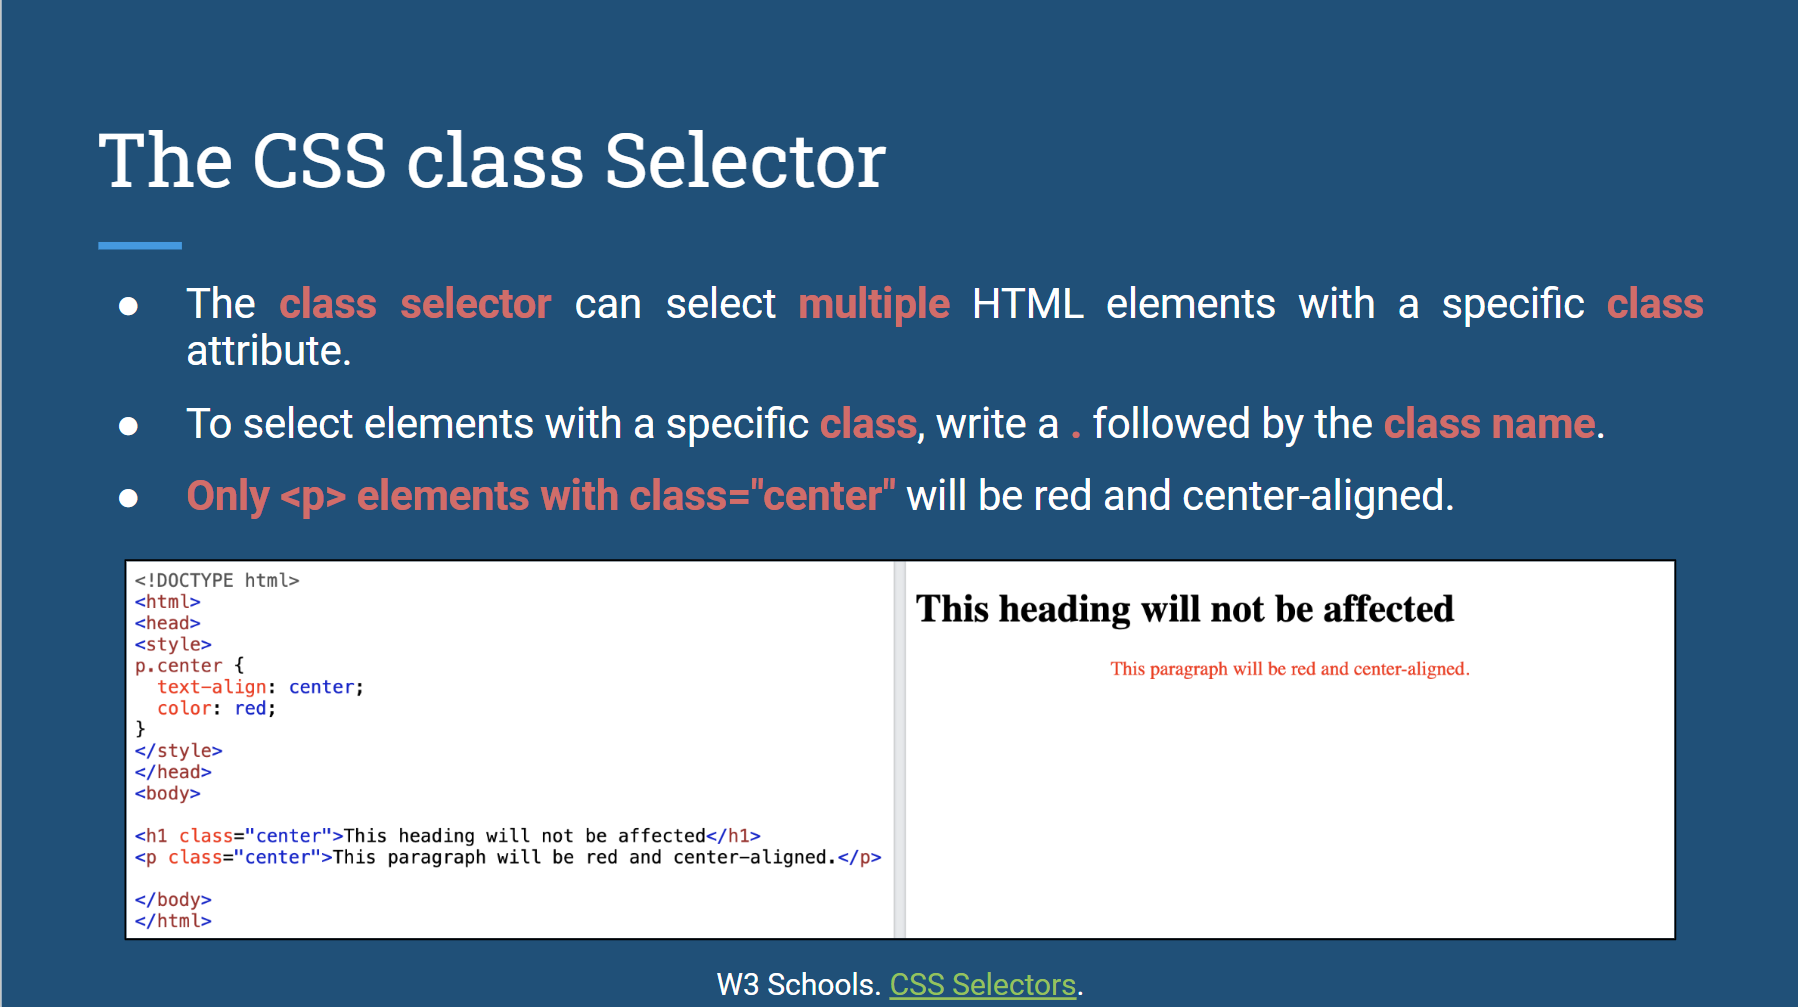 The CSS class Selector
● The class selector can select multiple HTML elements with a specific class
attribute.
● To select elements with a specific class, write a . followed by the class name.
● Only <p> elements with class="center" will be red and center-aligned.
<!DOCTYPE html>
<html>
<head>
<style>
p.center {
  text-align: center;
  color: red;
}
</style>
</head>
<body>

<h1 class="center">This heading will not be affected</h1>
<p class="center">This paragraph will be red and center-aligned.</p>

</body>
</html>
This heading will not be affected
This paragraph will be red and center-aligned.
W3 Schools. CSS Selectors.